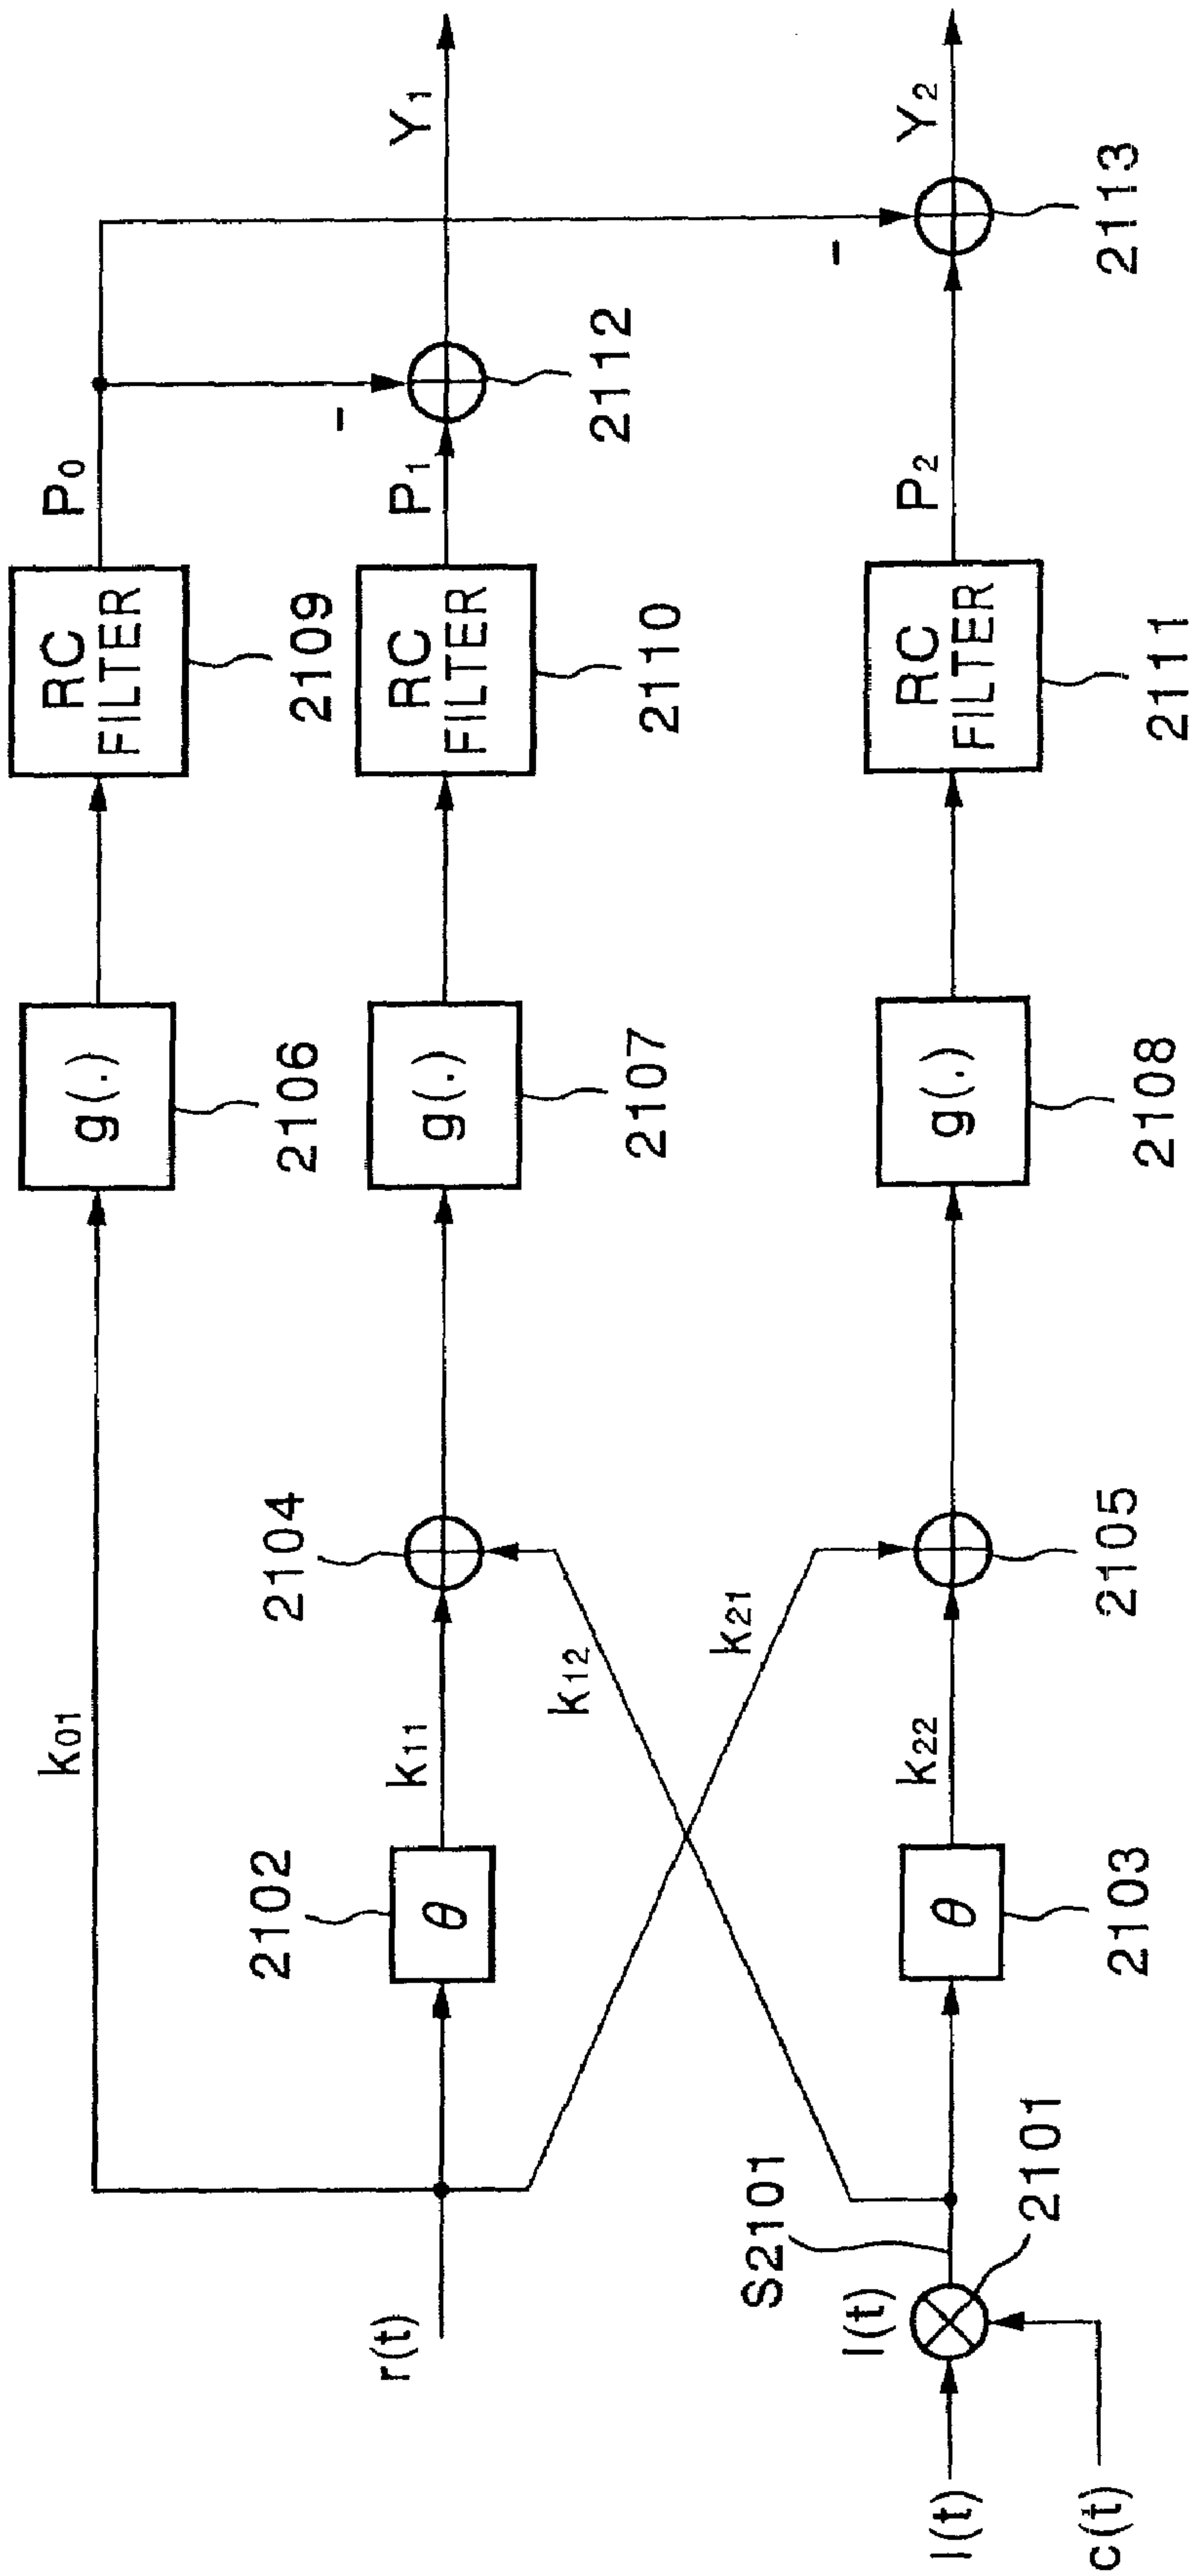 k01
g(.)
2106
RC
FILTER
2109
P0
r(t)
θ
2102
k11
2104
g(.)
2107
RC
FILTER
2110
P1
−
2112
Y1
k12
k21
l(t)
c(t)
l(t)
2101
S2101
θ
2103
k22
2105
g(.)
2108
RC
FILTER
2111
P2
−
2113
Y2